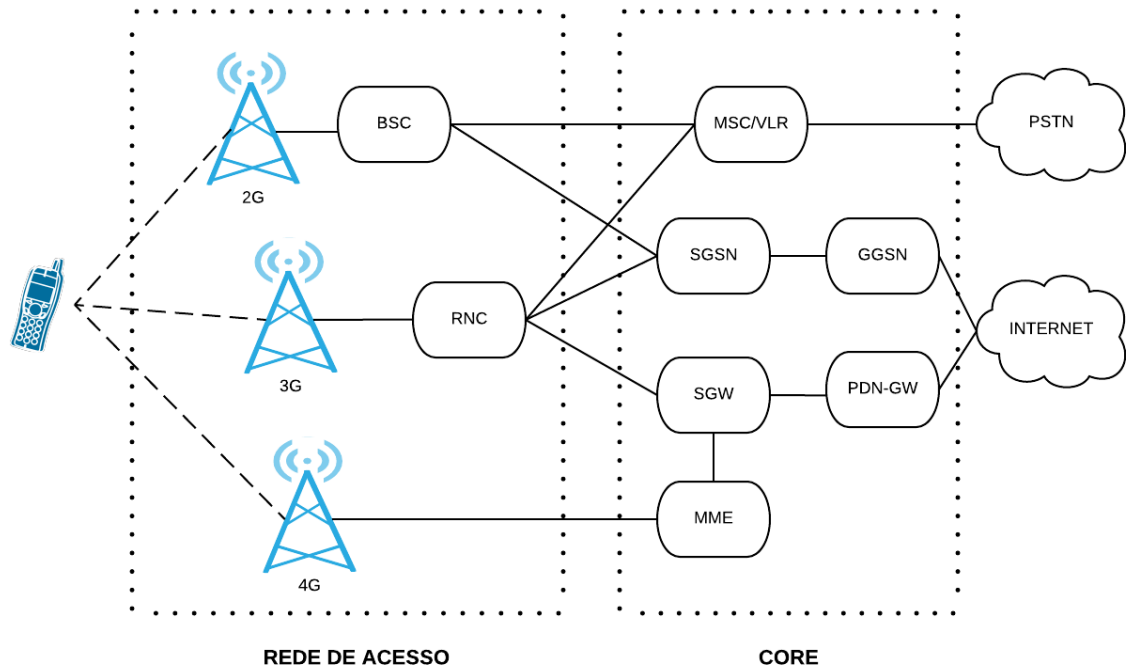 2G
BSC
MSC/VLR
PSTN
3G
RNC
SGSN
GGSN
INTERNET
SGW
PDN-GW
4G
MME
REDE DE ACESSO
CORE